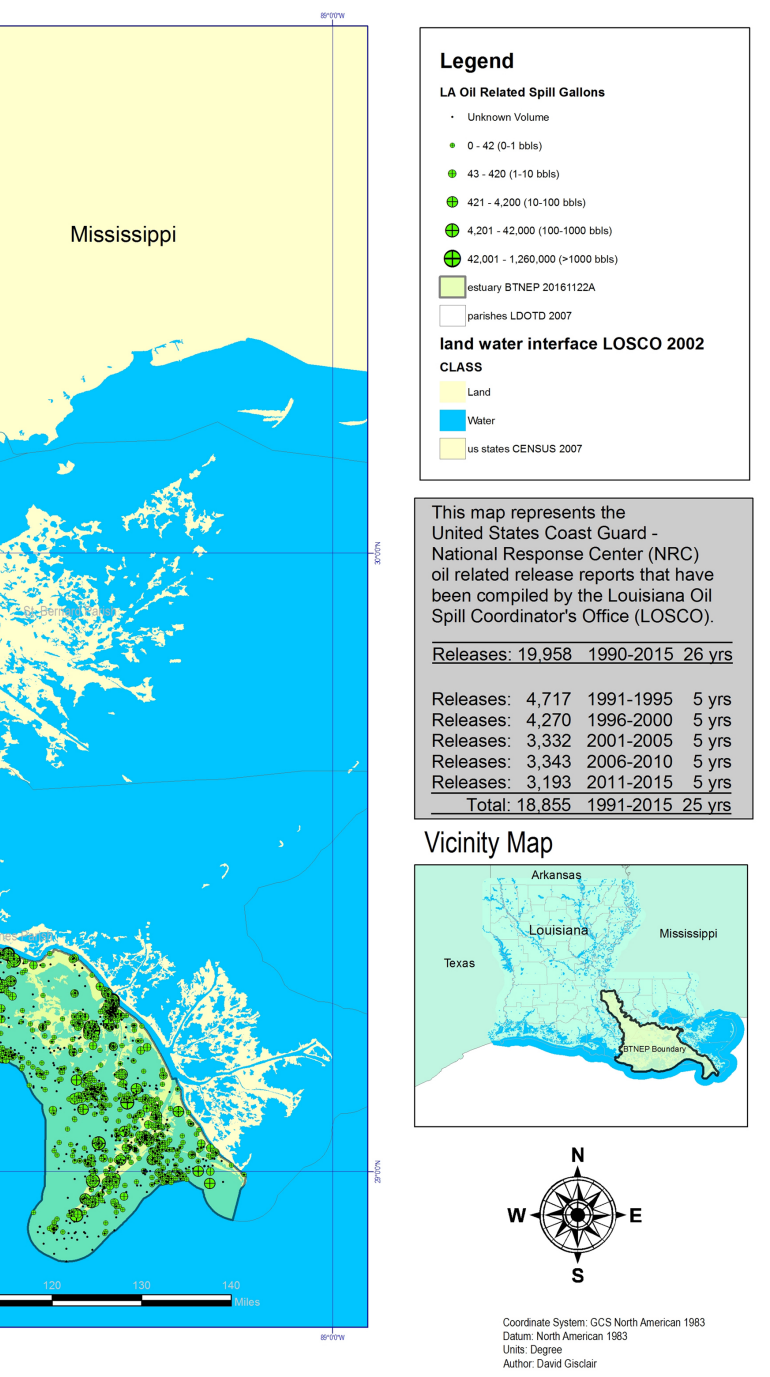 89°0'0"W
Mississippi
St. Bernard Parish
30°0'0"N
29°0'0"N
120 130 140
Miles
89°0'0"W
Legend
LA Oil Related Spill Gallons
Unknown Volume
0 - 42 (0-1 bbls)
43 - 420 (1-10 bbls)
421 - 4,200 (10-100 bbls)
4,201 - 42,000 (100-1000 bbls)
42,001 - 1,260,000 (>1000 bbls)
estuary BTNEP 20161122A
parishes LDOTD 2007
land water interface LOSCO 2002
CLASS
Land
Water
us states CENSUS 2007
This map represents the
United States Coast Guard -
National Response Center (NRC)
oil related release reports that have
been compiled by the Louisiana Oil
Spill Coordinator's Office (LOSCO).
Releases: 19,958 1990-2015 26 yrs
Releases: 4,717 1991-1995 5 yrs
Releases: 4,270 1996-2000 5 yrs
Releases: 3,332 2001-2005 5 yrs
Releases: 3,343 2006-2010 5 yrs
Releases: 3,193 2011-2015 5 yrs
Total: 18,855 1991-2015 25 yrs
Vicinity Map
Arkansas
Louisiana
Mississippi
Texas
BTNEP Boundary
N
W E
S
Coordinate System: GCS North American 1983
Datum: North American 1983
Units: Degree
Author: David Gisclair